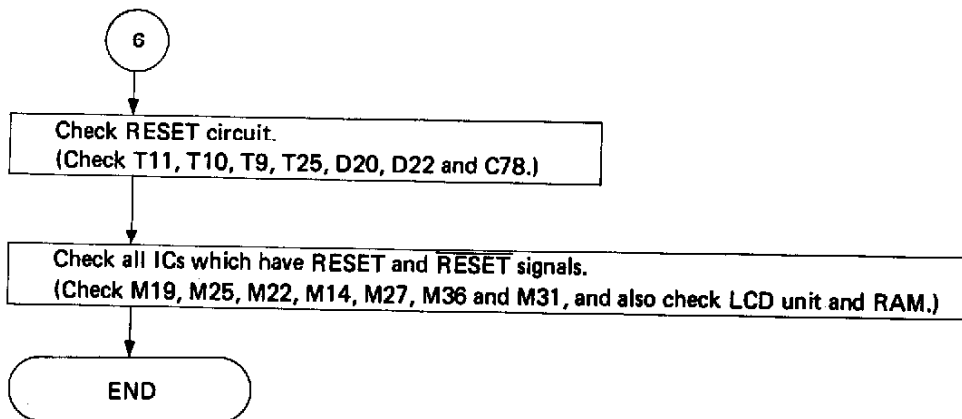 6
Check RESET circuit.
(Check T11, T10, T9, T25, D20, D22 and C78.)
Check all ICs which have RESET and R̅E̅S̅E̅T̅ signals.
(Check M19, M25, M22, M14, M27, M36 and M31, and also check LCD unit and RAM.)
END